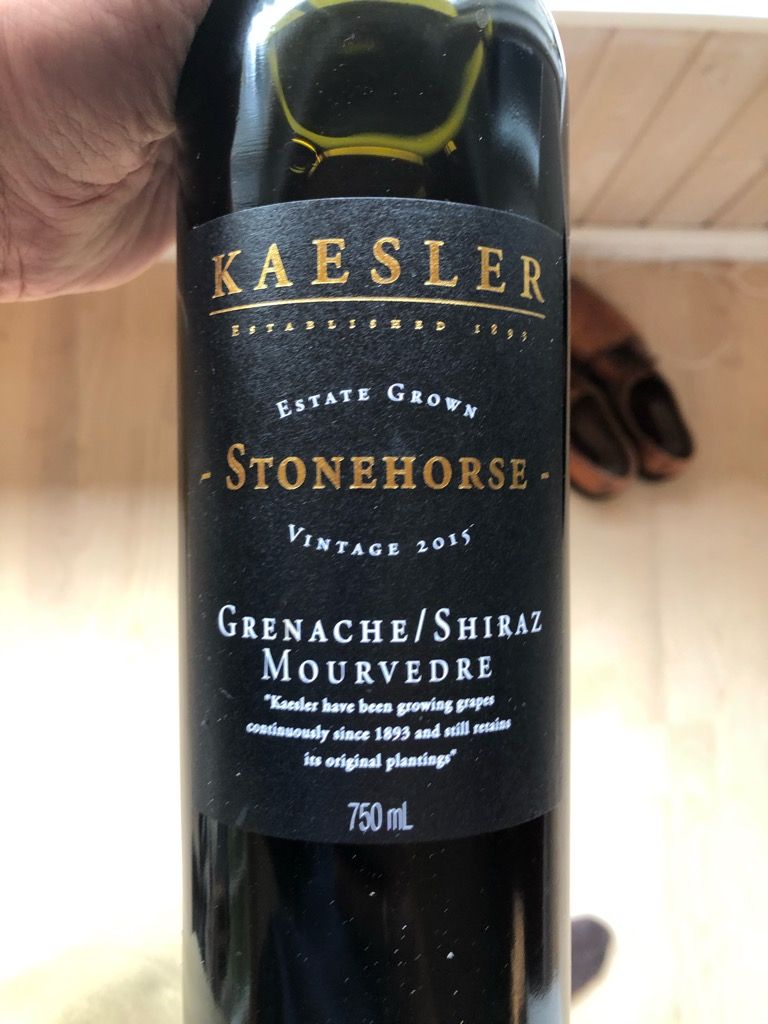 KAESLER
ESTABLISHED 1893
ESTATE GROWN
- STONEHORSE -
VINTAGE 2015
GRENACHE/SHIRAZ
MOURVEDRE
"Kaesler have been growing grapes
continuously since 1893 and still retains
its original plantings"
750 mL